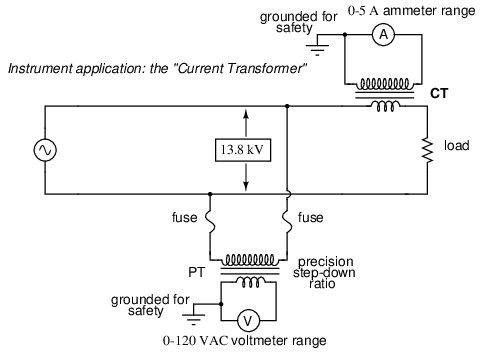 0-5 A ammeter range
grounded for
safety
A
Instrument application: the "Current Transformer"
CT
13.8 kV
load
fuse
fuse
PT
precision
step-down
ratio
grounded for
safety
V
0-120 VAC voltmeter range